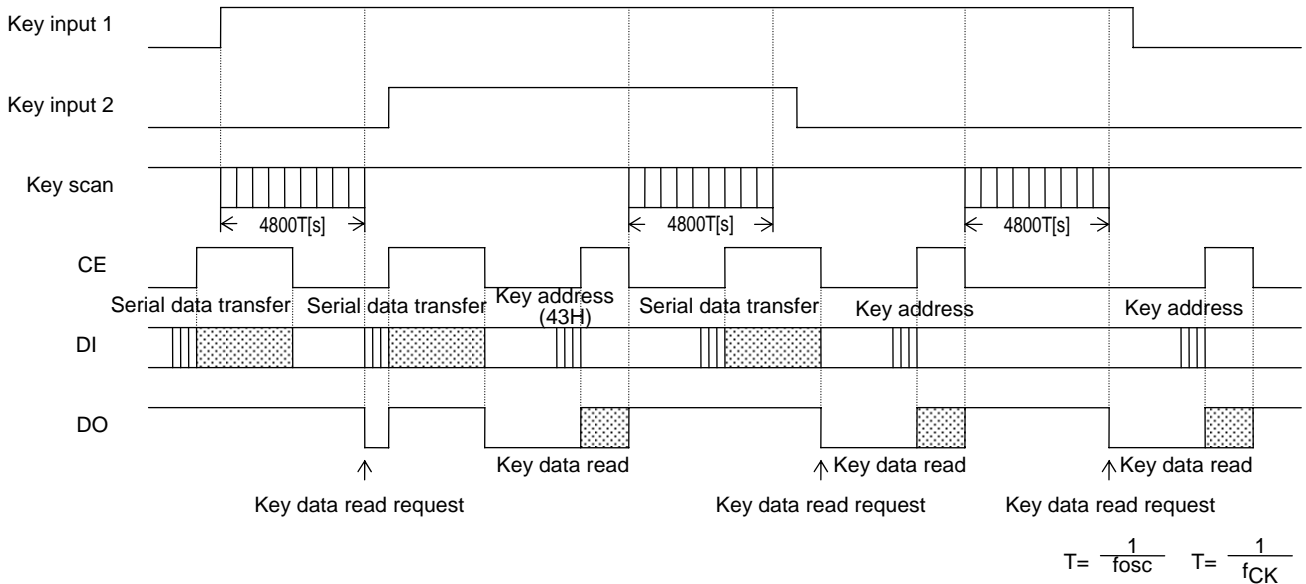 Key input 1
Key input 2
Key scan
4800T[s] 4800T[s] 4800T[s]
CE
Serial data transfer Serial data transfer Key address (43H) Serial data transfer Key address Key address
DI
DO
Key data read Key data read Key data read
Key data read request Key data read request Key data read request
T= 1/fosc T= 1/fCK